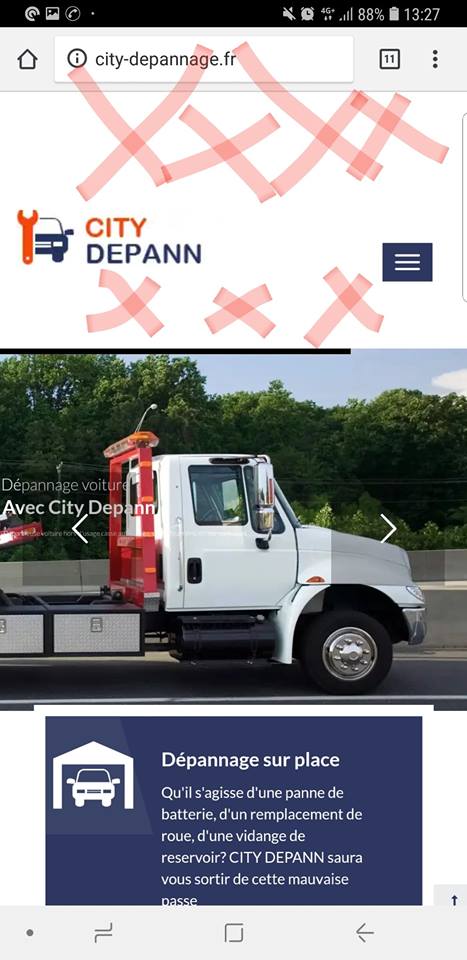 4G+ 88% 13:27
city-depannage.fr 11
CITY
DEPANN
Dépannage voiture
Avec City Depann
Dépannage sur place
Qu'il s'agisse d'une panne de
batterie, d'un remplacement de
roue, d'une vidange de
reservoir? CITY DEPANN saura
vous sortir de cette mauvaise
passe